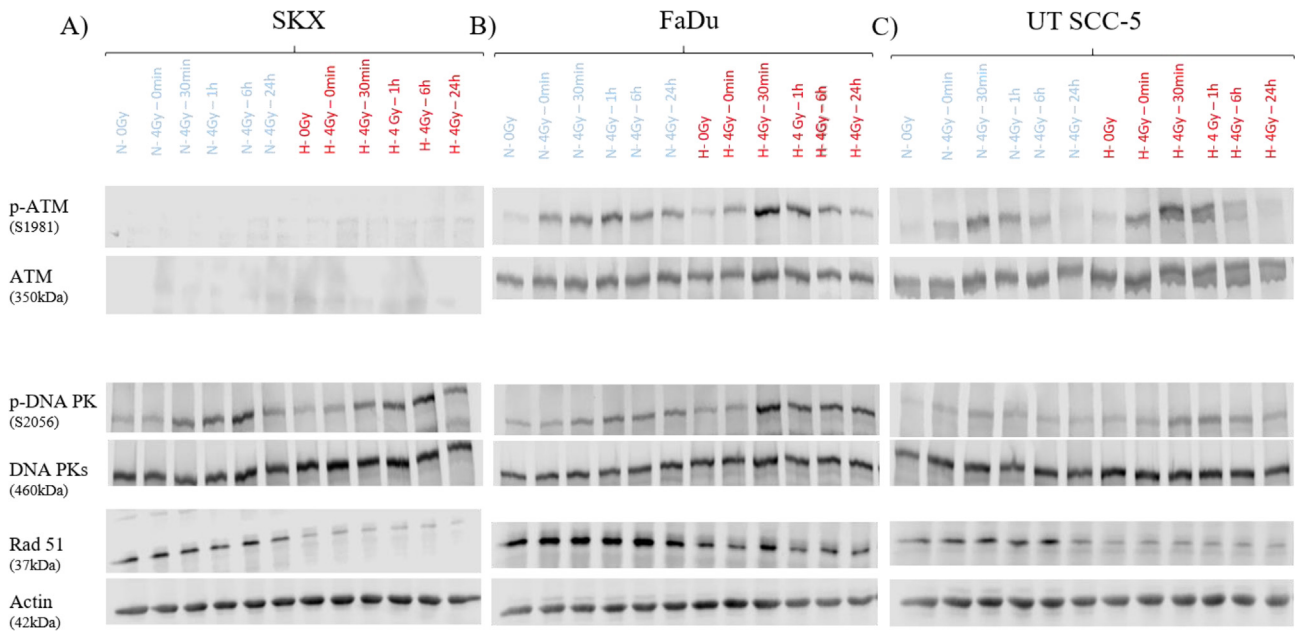 A)
SKX
B)
FaDu
C)
UT SCC-5
N- 0Gy
N- 4Gy – 0min
N- 4Gy – 30min
N- 4Gy – 1h
N- 4Gy – 6h
N- 4Gy – 24h
H- 0Gy
H- 4Gy – 0min
H- 4Gy – 30min
H- 4 Gy – 1h
H- 4Gy – 6h
H- 4Gy – 24h
N- 0Gy
N- 4Gy – 0min
N- 4Gy – 30min
N- 4Gy – 1h
N- 4Gy – 6h
N- 4Gy – 24h
H- 0Gy
H- 4Gy – 0min
H- 4Gy – 30min
H- 4 Gy – 1h
H- 4Gy – 6h
H- 4Gy – 24h
N- 0Gy
N- 4Gy – 0min
N- 4Gy – 30min
N- 4Gy – 1h
N- 4Gy – 6h
N- 4Gy – 24h
H- 0Gy
H- 4Gy – 0min
H- 4Gy – 30min
H- 4 Gy – 1h
H- 4Gy – 6h
H- 4Gy – 24h
p-ATM
(S1981)
ATM
(350kDa)
p-DNA PK
(S2056)
DNA PKs
(460kDa)
Rad 51
(37kDa)
Actin
(42kDa)